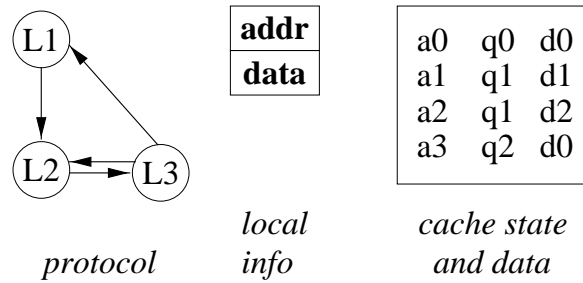 L1
L2
L3
addr
data
a0 q0 d0
a1 q1 d1
a2 q1 d2
a3 q2 d0
protocol
local
info
cache state
and data